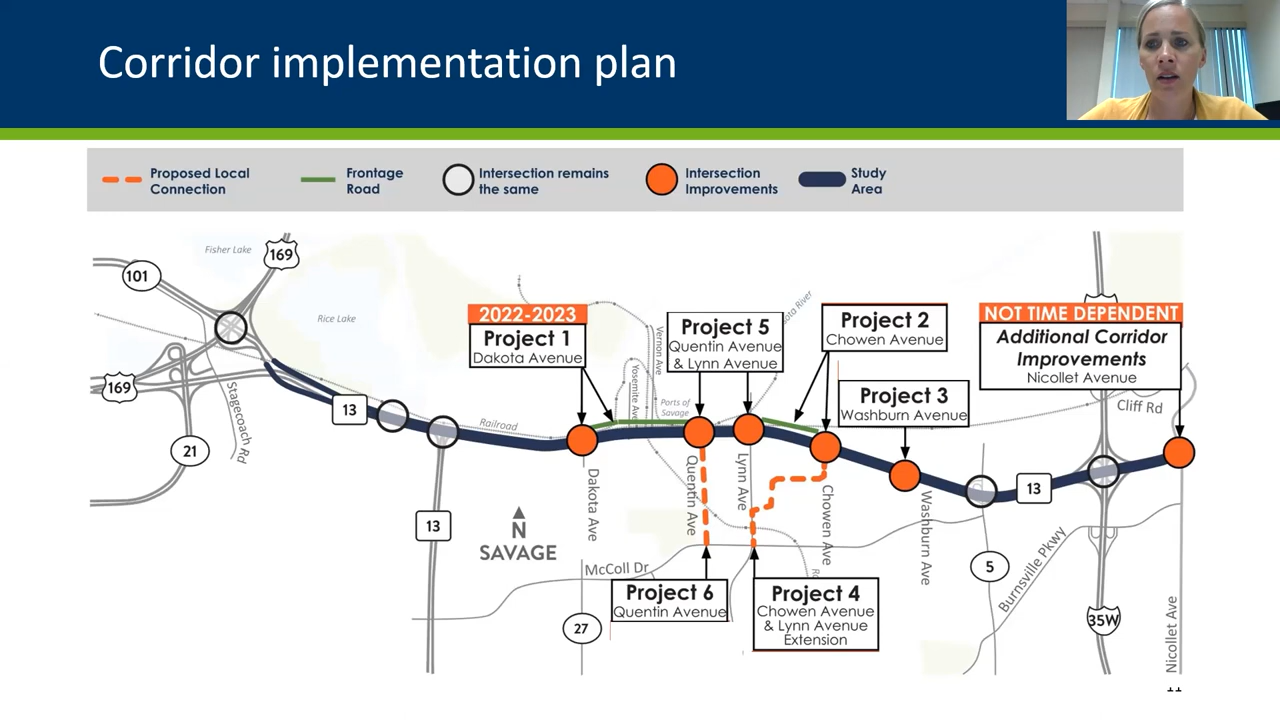 Corridor implementation plan
Proposed Local
Connection
Frontage
Road
Intersection remains
the same
Intersection
Improvements
Study
Area
Fisher Lake
169
101
Rice Lake
169
Stagecoach Rd
21
13
13
Railroad
2022-2023
Project 1
Dakota Avenue
Vernon Ave
Yosemite Ave
Ports of
Savage
Project 5
Quentin Avenue
& Lynn Avenue
Project 2
Chowen Avenue
Project 3
Washburn Avenue
NOT TIME DEPENDENT
Additional Corridor
Improvements
Nicollet Avenue
Cliff Rd
13
Dakota Ave
Quentin Ave
Lynn Ave
Chowen Ave
Washburn Ave
N
SAVAGE
McColl Dr
27
Project 6
Quentin Avenue
Project 4
Chowen Avenue
& Lynn Avenue
Extension
5
Burnsville Pkwy
35W
Nicollet Ave